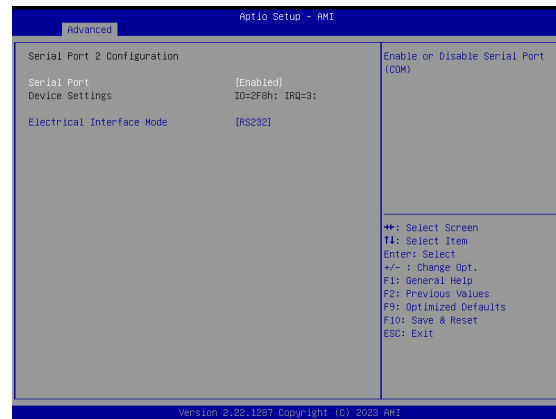 Aptio Setup - AMI
Advanced
Serial Port 2 Configuration
Serial Port [Enabled]
Device Settings IO=2F8h; IRQ=3;
Electrical Interface Mode [RS232]
Enable or Disable Serial Port
(COM)
→←: Select Screen
↑↓: Select Item
Enter: Select
+/- : Change Opt.
F1: General Help
F2: Previous Values
F9: Optimized Defaults
F10: Save & Reset
ESC: Exit
Version 2.22.1287 Copyright (C) 2023 AMI